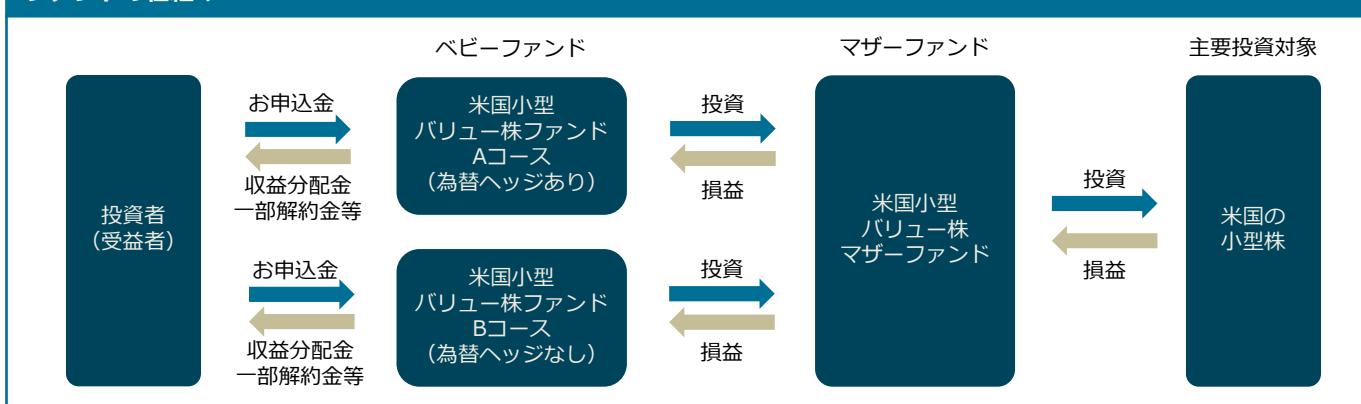 ベビーファンド
マザーファンド
主要投資対象
投資者
（受益者）
お申込金
収益分配金
一部解約金等
米国小型
バリュー株ファンド
Aコース
（為替ヘッジあり）
投資
損益
お申込金
収益分配金
一部解約金等
米国小型
バリュー株ファンド
Bコース
（為替ヘッジなし）
投資
損益
米国小型
バリュー株
マザーファンド
投資
損益
米国の
小型株